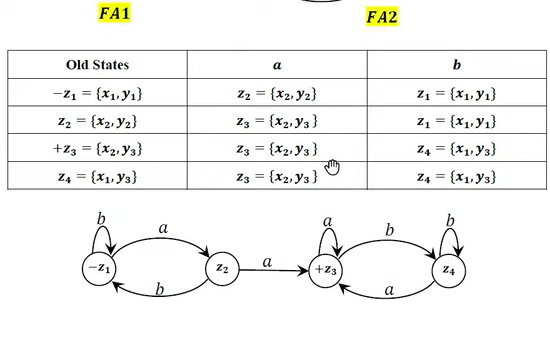 FA1
FA2
Old States a b
−z₁ = {x₁, y₁} z₂ = {x₂, y₂} z₁ = {x₁, y₁}
z₂ = {x₂, y₂} z₃ = {x₂, y₃ } z₁ = {x₁, y₁}
+z₃ = {x₂, y₃} z₃ = {x₂, y₃ } z₄ = {x₁, y₃}
z₄ = {x₁, y₃} z₃ = {x₂, y₃ } z₄ = {x₁, y₃}
b a a b b
−z₁ z₂ a +z₃ z₄
b a